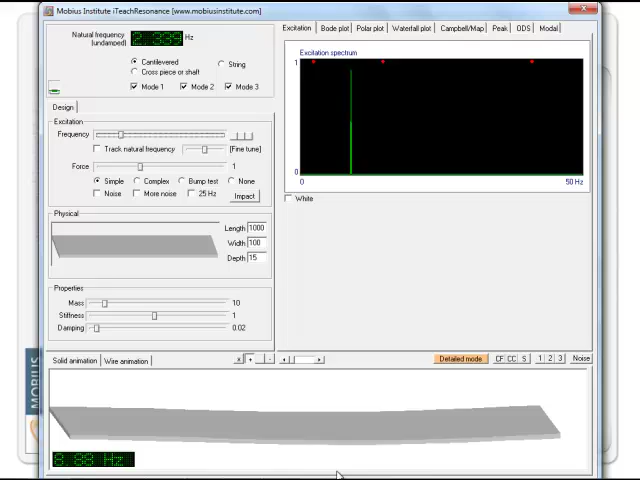 Mobius Institute iTeachResonance [www.mobiusinstitute.com]
Natural frequency (undamped) 2.339 Hz
Cantilevered String
Cross piece or shaft
Mode 1 Mode 2 Mode 3
Design
Excitation
Frequency
Track natural frequency [Fine tune]
Force 1
Simple Complex Bump test None
Noise More noise 25 Hz Impact
Physical
Length 1000
Width 100
Depth 15
Properties
Mass 10
Stiffness 1
Damping 0.02
Excitation Bode plot Polar plot Waterfall plot Campbell/Map Peak ODS Modal
Excitation spectrum
1
0
0 50 Hz
White
Solid animation Wire animation x + - Detailed mode CF CC S 1 2 3 Noise
MOBIUS
Hz